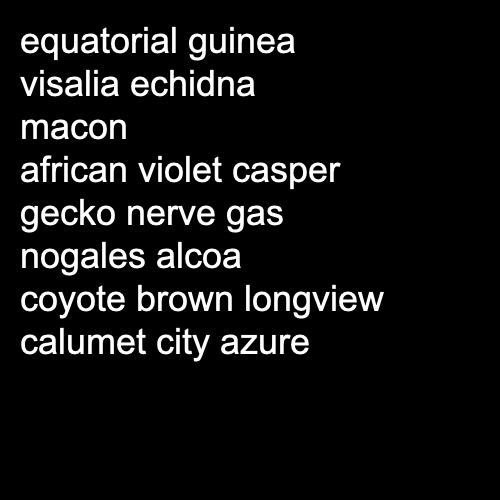 equatorial guinea
visalia echidna
macon
african violet casper
gecko nerve gas
nogales alcoa
coyote brown longview
calumet city azure